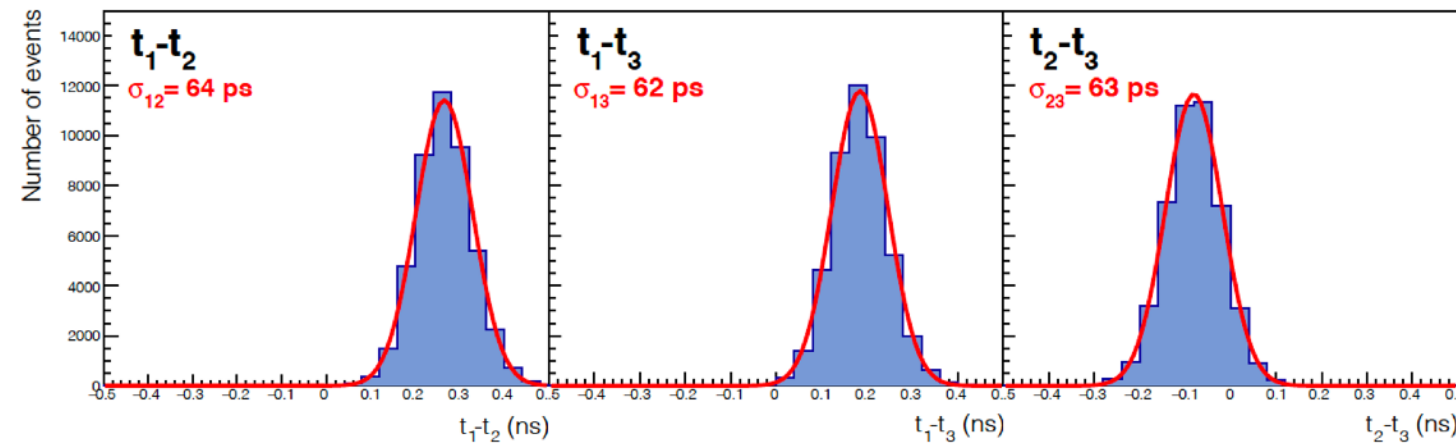 Number of events
14000
12000
10000
8000
6000
4000
2000
0
t₁-t₂
σ₁₂= 64 ps
-0.5 −0.4 −0.3 −0.2 −0.1 0 0.1 0.2 0.3 0.4 0.5
t₁-t₂ (ns)
t₁-t₃
σ₁₃= 62 ps
−0.4 −0.3 −0.2 −0.1 0 0.1 0.2 0.3 0.4 0.5
t₁-t₃ (ns)
t₂-t₃
σ₂₃= 63 ps
−0.4 −0.3 −0.2 −0.1 0 0.1 0.2 0.3 0.4
t₂-t₃ (ns)